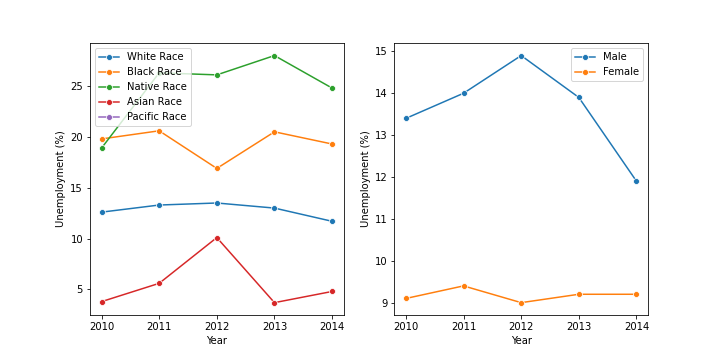 White Race
Black Race
Native Race
Asian Race
Pacific Race
25
20
15
10
5
Unemployment (%)
2010 2011 2012 2013 2014
Year
Male
Female
15
14
13
12
11
10
9
Unemployment (%)
2010 2011 2012 2013 2014
Year